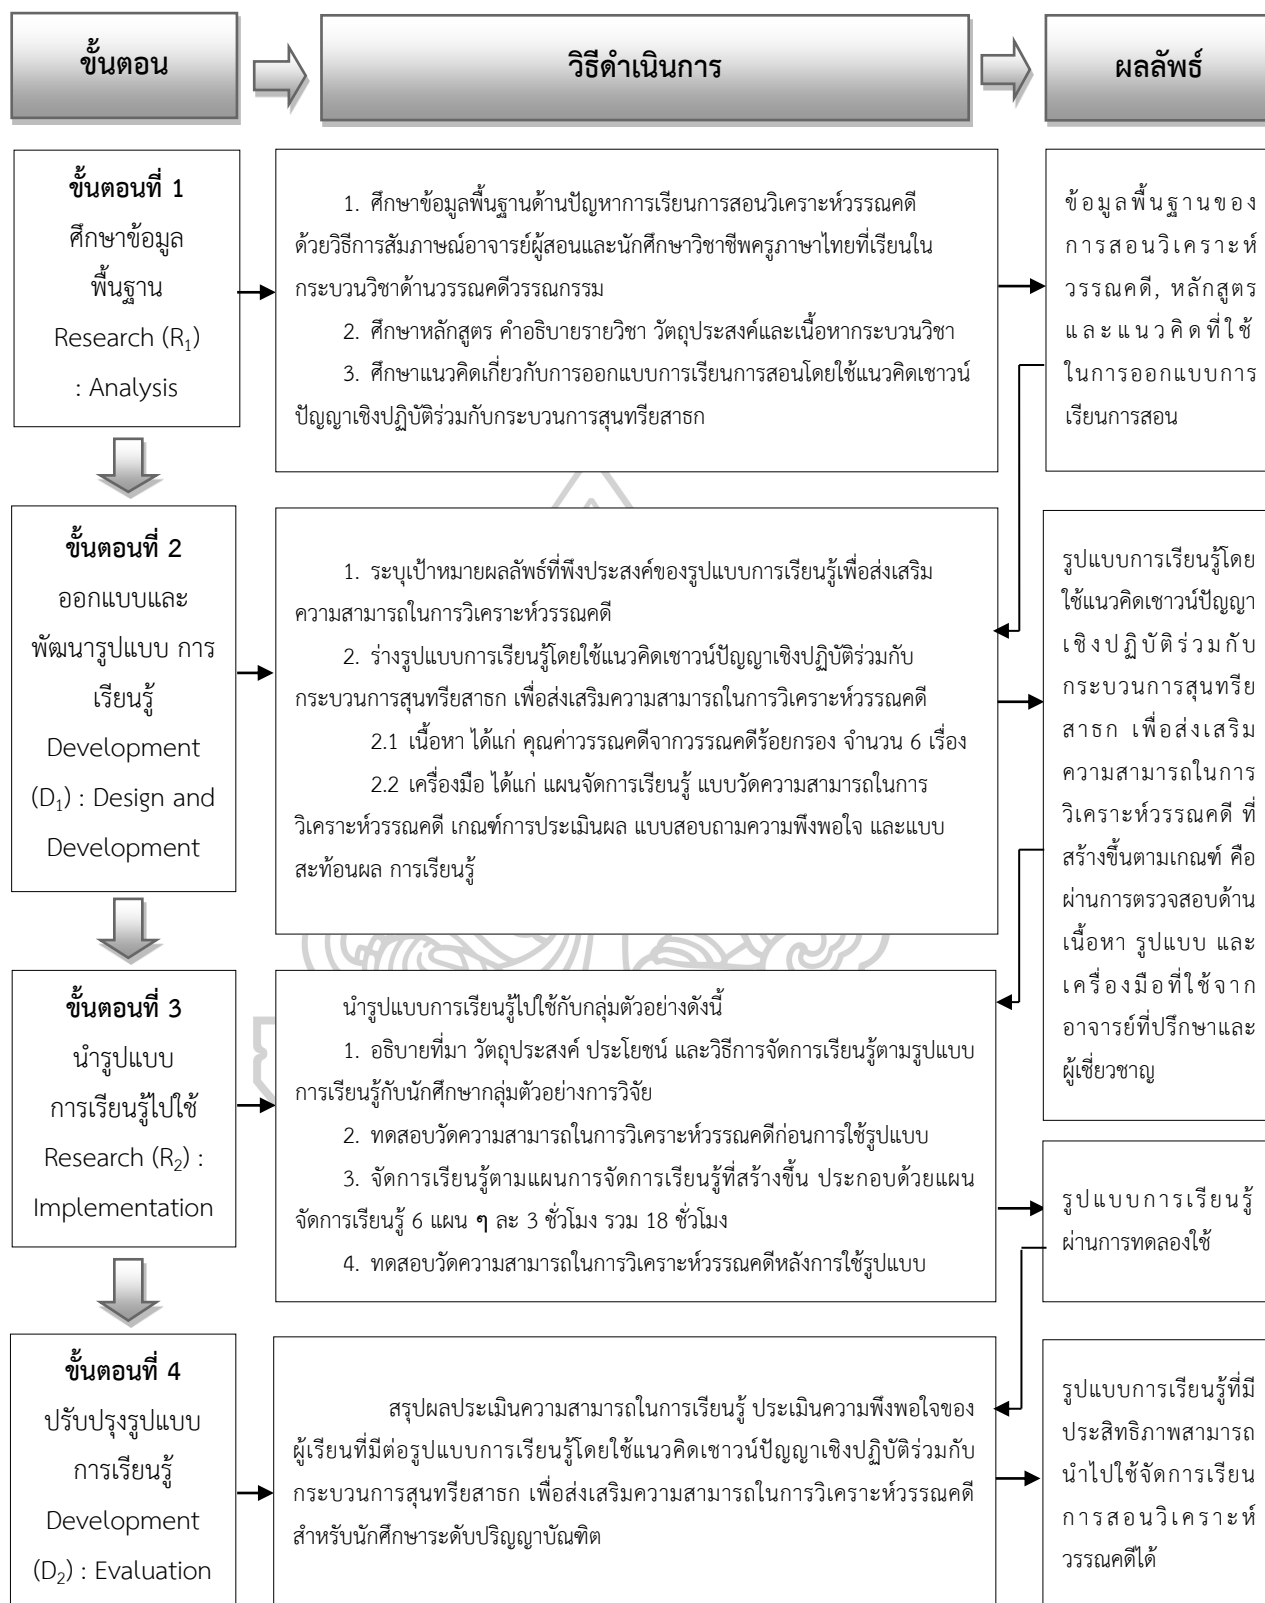 ขั้นตอน
วิธีดำเนินการ
ผลลัพธ์
ขั้นตอนที่ 1
ศึกษาข้อมูล
พื้นฐาน
Research (R₁)
: Analysis
1. ศึกษาข้อมูลพื้นฐานด้านปัญหาการเรียนการสอนวิเคราะห์วรรณคดี
ด้วยวิธีการสัมภาษณ์อาจารย์ผู้สอนและนักศึกษาวิชาชีพครูภาษาไทยที่เรียนใน
กระบวนวิชาด้านวรรณคดีวรรณกรรม
2. ศึกษาหลักสูตร คำอธิบายรายวิชา วัตถุประสงค์และเนื้อหากระบวนวิชา
3. ศึกษาแนวคิดเกี่ยวกับการออกแบบการเรียนการสอนโดยใช้แนวคิดเชาวน์
ปัญญาเชิงปฏิบัติร่วมกับกระบวนการสุนทรียสาธก
ข้อมูลพื้นฐานของ
การสอนวิเคราะห์
วรรณคดี, หลักสูตร
และแนวคิดที่ใช้
ในการออกแบบการ
เรียนการสอน
ขั้นตอนที่ 2
ออกแบบและ
พัฒนารูปแบบ การ
เรียนรู้
Development
(D₁) : Design and
Development
1. ระบุเป้าหมายผลลัพธ์ที่พึงประสงค์ของรูปแบบการเรียนรู้เพื่อส่งเสริม
ความสามารถในการวิเคราะห์วรรณคดี
2. ร่างรูปแบบการเรียนรู้โดยใช้แนวคิดเชาวน์ปัญญาเชิงปฏิบัติร่วมกับ
กระบวนการสุนทรียสาธก เพื่อส่งเสริมความสามารถในการวิเคราะห์วรรณคดี
2.1 เนื้อหา ได้แก่ คุณค่าวรรณคดีจากวรรณคดีร้อยกรอง จำนวน 6 เรื่อง
2.2 เครื่องมือ ได้แก่ แผนจัดการเรียนรู้ แบบวัดความสามารถในการ
วิเคราะห์วรรณคดี เกณฑ์การประเมินผล แบบสอบถามความพึงพอใจ และแบบ
สะท้อนผล การเรียนรู้
รูปแบบการเรียนรู้โดย
ใช้แนวคิดเชาวน์ปัญญา
เชิงปฏิบัติร่วมกับ
กระบวนการสุนทรีย
สาธก เพื่อส่งเสริม
ความสามารถในการ
วิเคราะห์วรรณคดี ที่
สร้างขึ้นตามเกณฑ์ คือ
ผ่านการตรวจสอบด้าน
เนื้อหา รูปแบบ และ
เครื่องมือที่ใช้จาก
อาจารย์ที่ปรึกษาและ
ผู้เชี่ยวชาญ
ขั้นตอนที่ 3
นำรูปแบบ
การเรียนรู้ไปใช้
Research (R₂) :
Implementation
นำรูปแบบการเรียนรู้ไปใช้กับกลุ่มตัวอย่างดังนี้
1. อธิบายที่มา วัตถุประสงค์ ประโยชน์ และวิธีการจัดการเรียนรู้ตามรูปแบบ
การเรียนรู้กับนักศึกษากลุ่มตัวอย่างการวิจัย
2. ทดสอบวัดความสามารถในการวิเคราะห์วรรณคดีก่อนการใช้รูปแบบ
3. จัดการเรียนรู้ตามแผนการจัดการเรียนรู้ที่สร้างขึ้น ประกอบด้วยแผน
จัดการเรียนรู้ 6 แผน ๆ ละ 3 ชั่วโมง รวม 18 ชั่วโมง
4. ทดสอบวัดความสามารถในการวิเคราะห์วรรณคดีหลังการใช้รูปแบบ
รูปแบบการเรียนรู้
ผ่านการทดลองใช้
ขั้นตอนที่ 4
ปรับปรุงรูปแบบ
การเรียนรู้
Development
(D₂) : Evaluation
สรุปผลประเมินความสามารถในการเรียนรู้ ประเมินความพึงพอใจของ
ผู้เรียนที่มีต่อรูปแบบการเรียนรู้โดยใช้แนวคิดเชาวน์ปัญญาเชิงปฏิบัติร่วมกับ
กระบวนการสุนทรียสาธก เพื่อส่งเสริมความสามารถในการวิเคราะห์วรรณคดี
สำหรับนักศึกษาระดับปริญญาบัณฑิต
รูปแบบการเรียนรู้ที่มี
ประสิทธิภาพสามารถ
นำไปใช้จัดการเรียน
การสอนวิเคราะห์
วรรณคดีได้